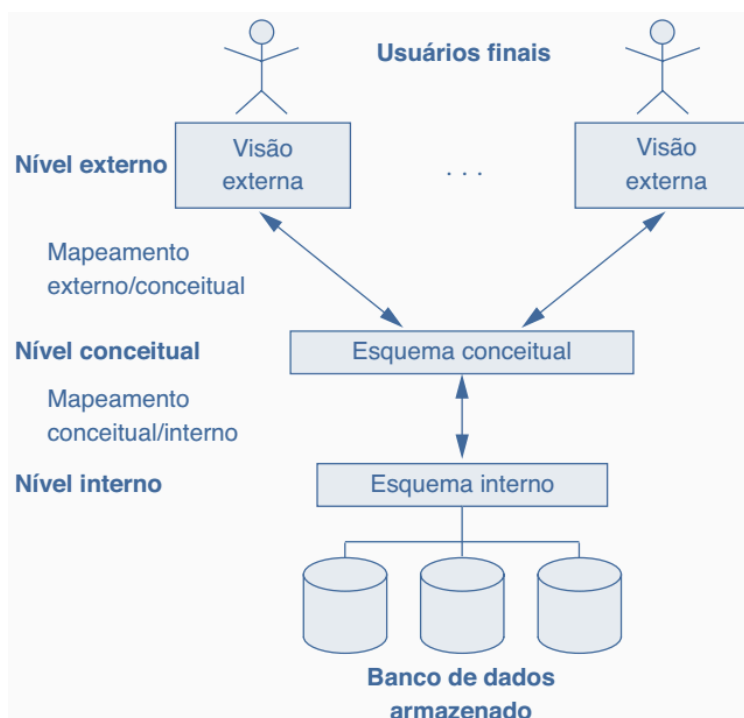 Usuários finais
Nível externo
Visão
externa
. . .
Visão
externa
Mapeamento
externo/conceitual
Nível conceitual
Esquema conceitual
Mapeamento
conceitual/interno
Nível interno
Esquema interno
Banco de dados
armazenado